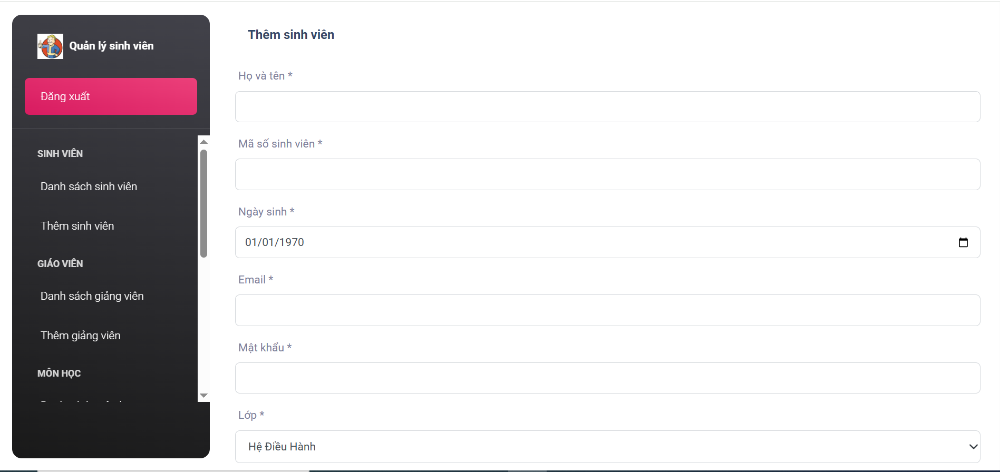 Quản lý sinh viên
Đăng xuất
SINH VIÊN
Danh sách sinh viên
Thêm sinh viên
GIÁO VIÊN
Danh sách giảng viên
Thêm giảng viên
MÔN HỌC
Thêm sinh viên
Họ và tên *
Mã số sinh viên *
Ngày sinh *
01/01/1970
Email *
Mật khẩu *
Lớp *
Hệ Điều Hành